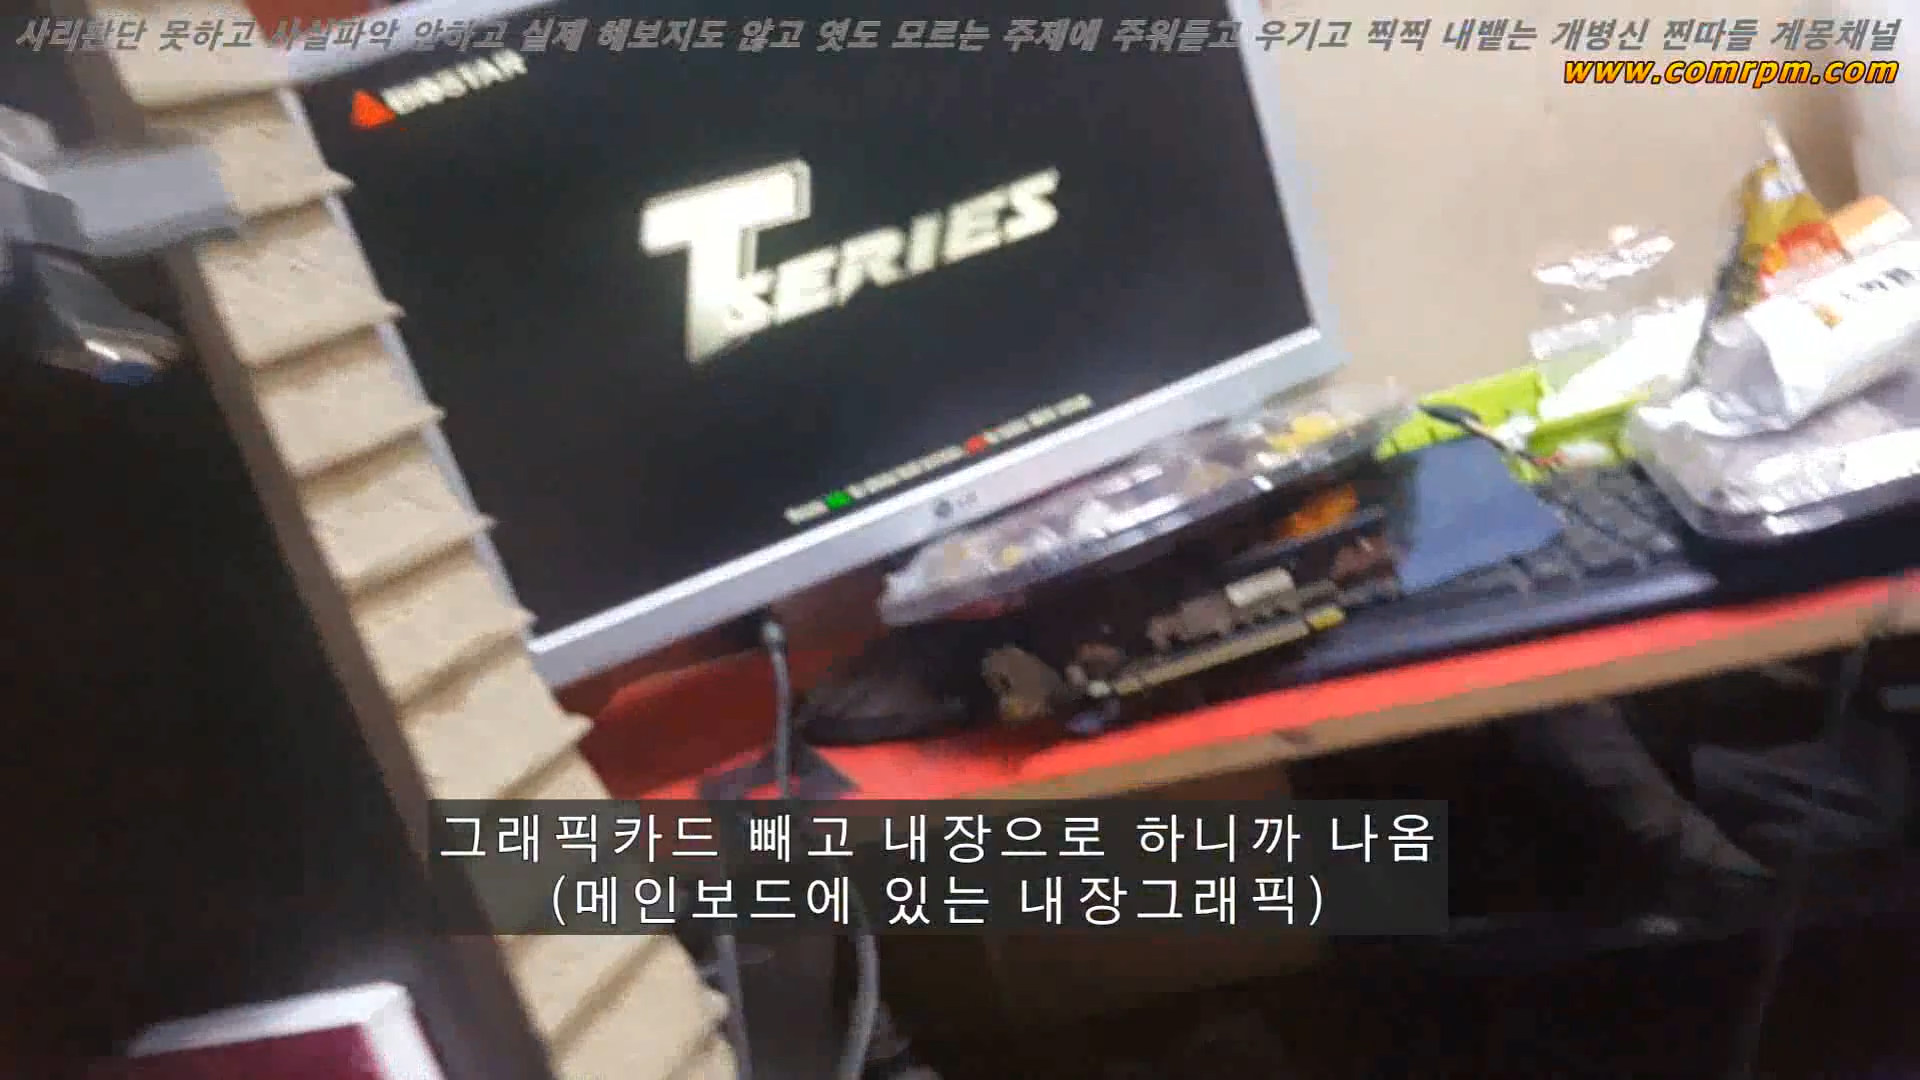 사리판단 못하고 사실파악 안하고 실제 해보지도 않고 엿도 모르는 주제에 주워듣고 우기고 찍찍 내뱉는 개병신 찐따들 계몽채널
www.comrpm.com
BIOSTAR
T SERIES
그래픽카드 빼고 내장으로 하니까 나옴
(메인보드에 있는 내장그래픽)